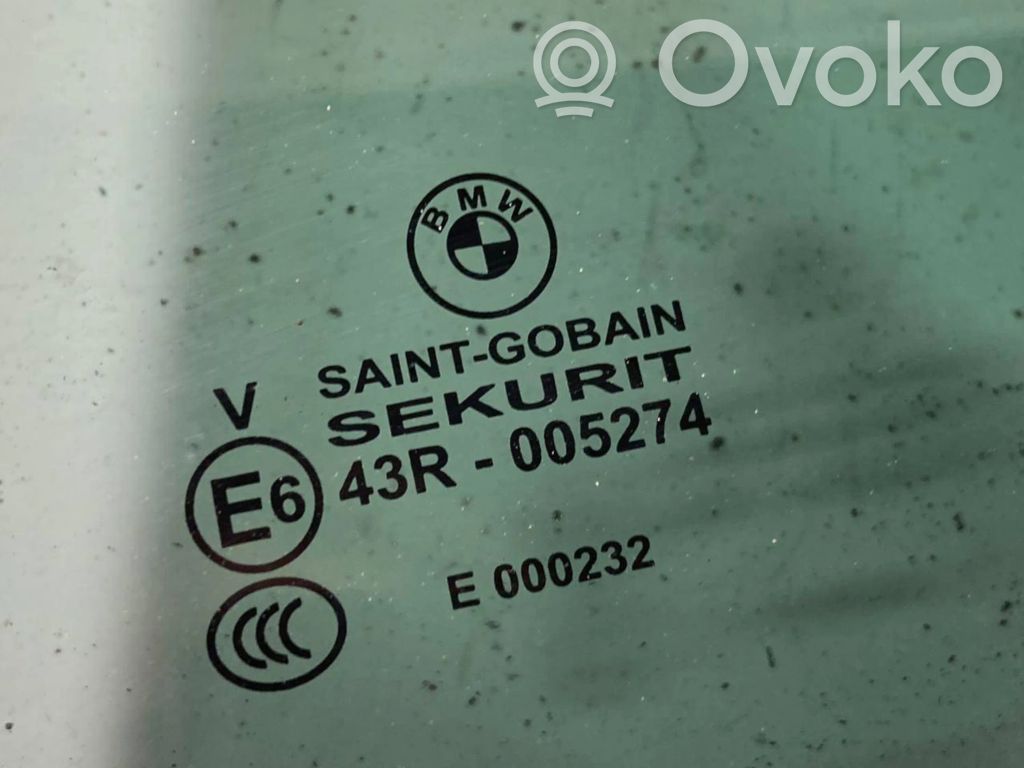 Ovoko
BMW
SAINT-GOBAIN
SEKURIT
V
E6 43R - 005274
E 000232
CCC